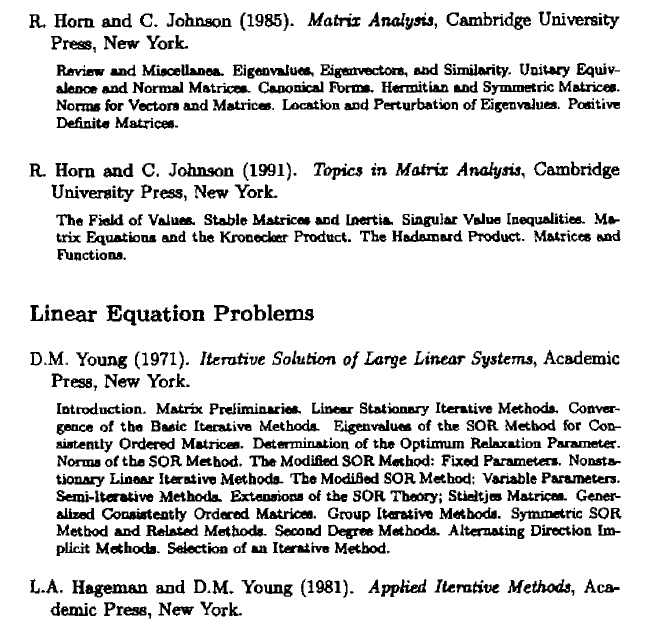 R. Horn and C. Johnson (1985). Matrix Analysis, Cambridge University
Press, New York.
Review and Miscellanea. Eigenvalues, Eigenvectors, and Similarity. Unitary Equiv-
alence and Normal Matrices. Canonical Forms. Hermitian and Symmetric Matrices.
Norms for Vectors and Matrices. Location and Perturbation of Eigenvalues. Positive
Definite Matrices.
R. Horn and C. Johnson (1991). Topics in Matrix Analysis, Cambridge
University Press, New York.
The Field of Values. Stable Matrices and Inertia. Singular Value Inequalities. Ma-
trix Equations and the Kronecker Product. The Hadamard Product. Matrices and
Functions.
Linear Equation Problems
D.M. Young (1971). Iterative Solution of Large Linear Systems, Academic
Press, New York.
Introduction. Matrix Preliminaries. Linear Stationary Iterative Methods. Conver-
gence of the Basic Iterative Methods. Eigenvalues of the SOR Method for Con-
sistently Ordered Matrices. Determination of the Optimum Relaxation Parameter.
Norms of the SOR Method. The Modified SOR Method: Fixed Parameters. Nonsta-
tionary Linear Iterative Methods. The Modified SOR Method: Variable Parameters.
Semi-Iterative Methods. Extensions of the SOR Theory; Stieltjes Matrices. Gener-
alized Consistently Ordered Matrices. Group Iterative Methods. Symmetric SOR
Method and Related Methods. Second Degree Methods. Alternating Direction Im-
plicit Methods. Selection of an Iterative Method.
L.A. Hageman and D.M. Young (1981). Applied Iterative Methods, Aca-
demic Press, New York.